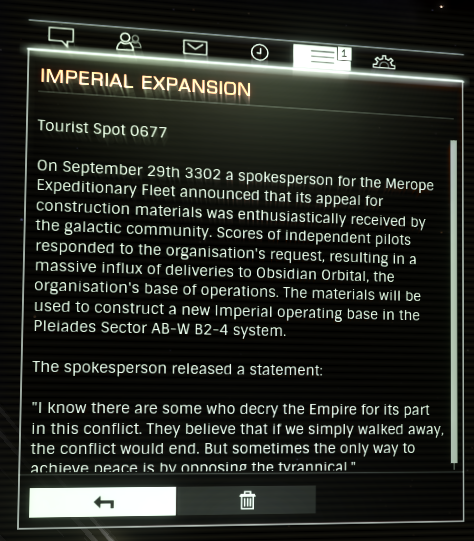 1
IMPERIAL EXPANSION
Tourist Spot 0677
On September 29th 3302 a spokesperson for the Merope
Expeditionary Fleet announced that its appeal for
construction materials was enthusiastically received by
the galactic community. Scores of independent pilots
responded to the organisation's request, resulting in a
massive influx of deliveries to Obsidian Orbital, the
organisation's base of operations. The materials will be
used to construct a new Imperial operating base in the
Pleiades Sector AB-W B2-4 system.
The spokesperson released a statement:
"I know there are some who decry the Empire for its part
in this conflict. They believe that if we simply walked away,
the conflict would end. But sometimes the only way to
achieve peace is by opposing the tyrannical."